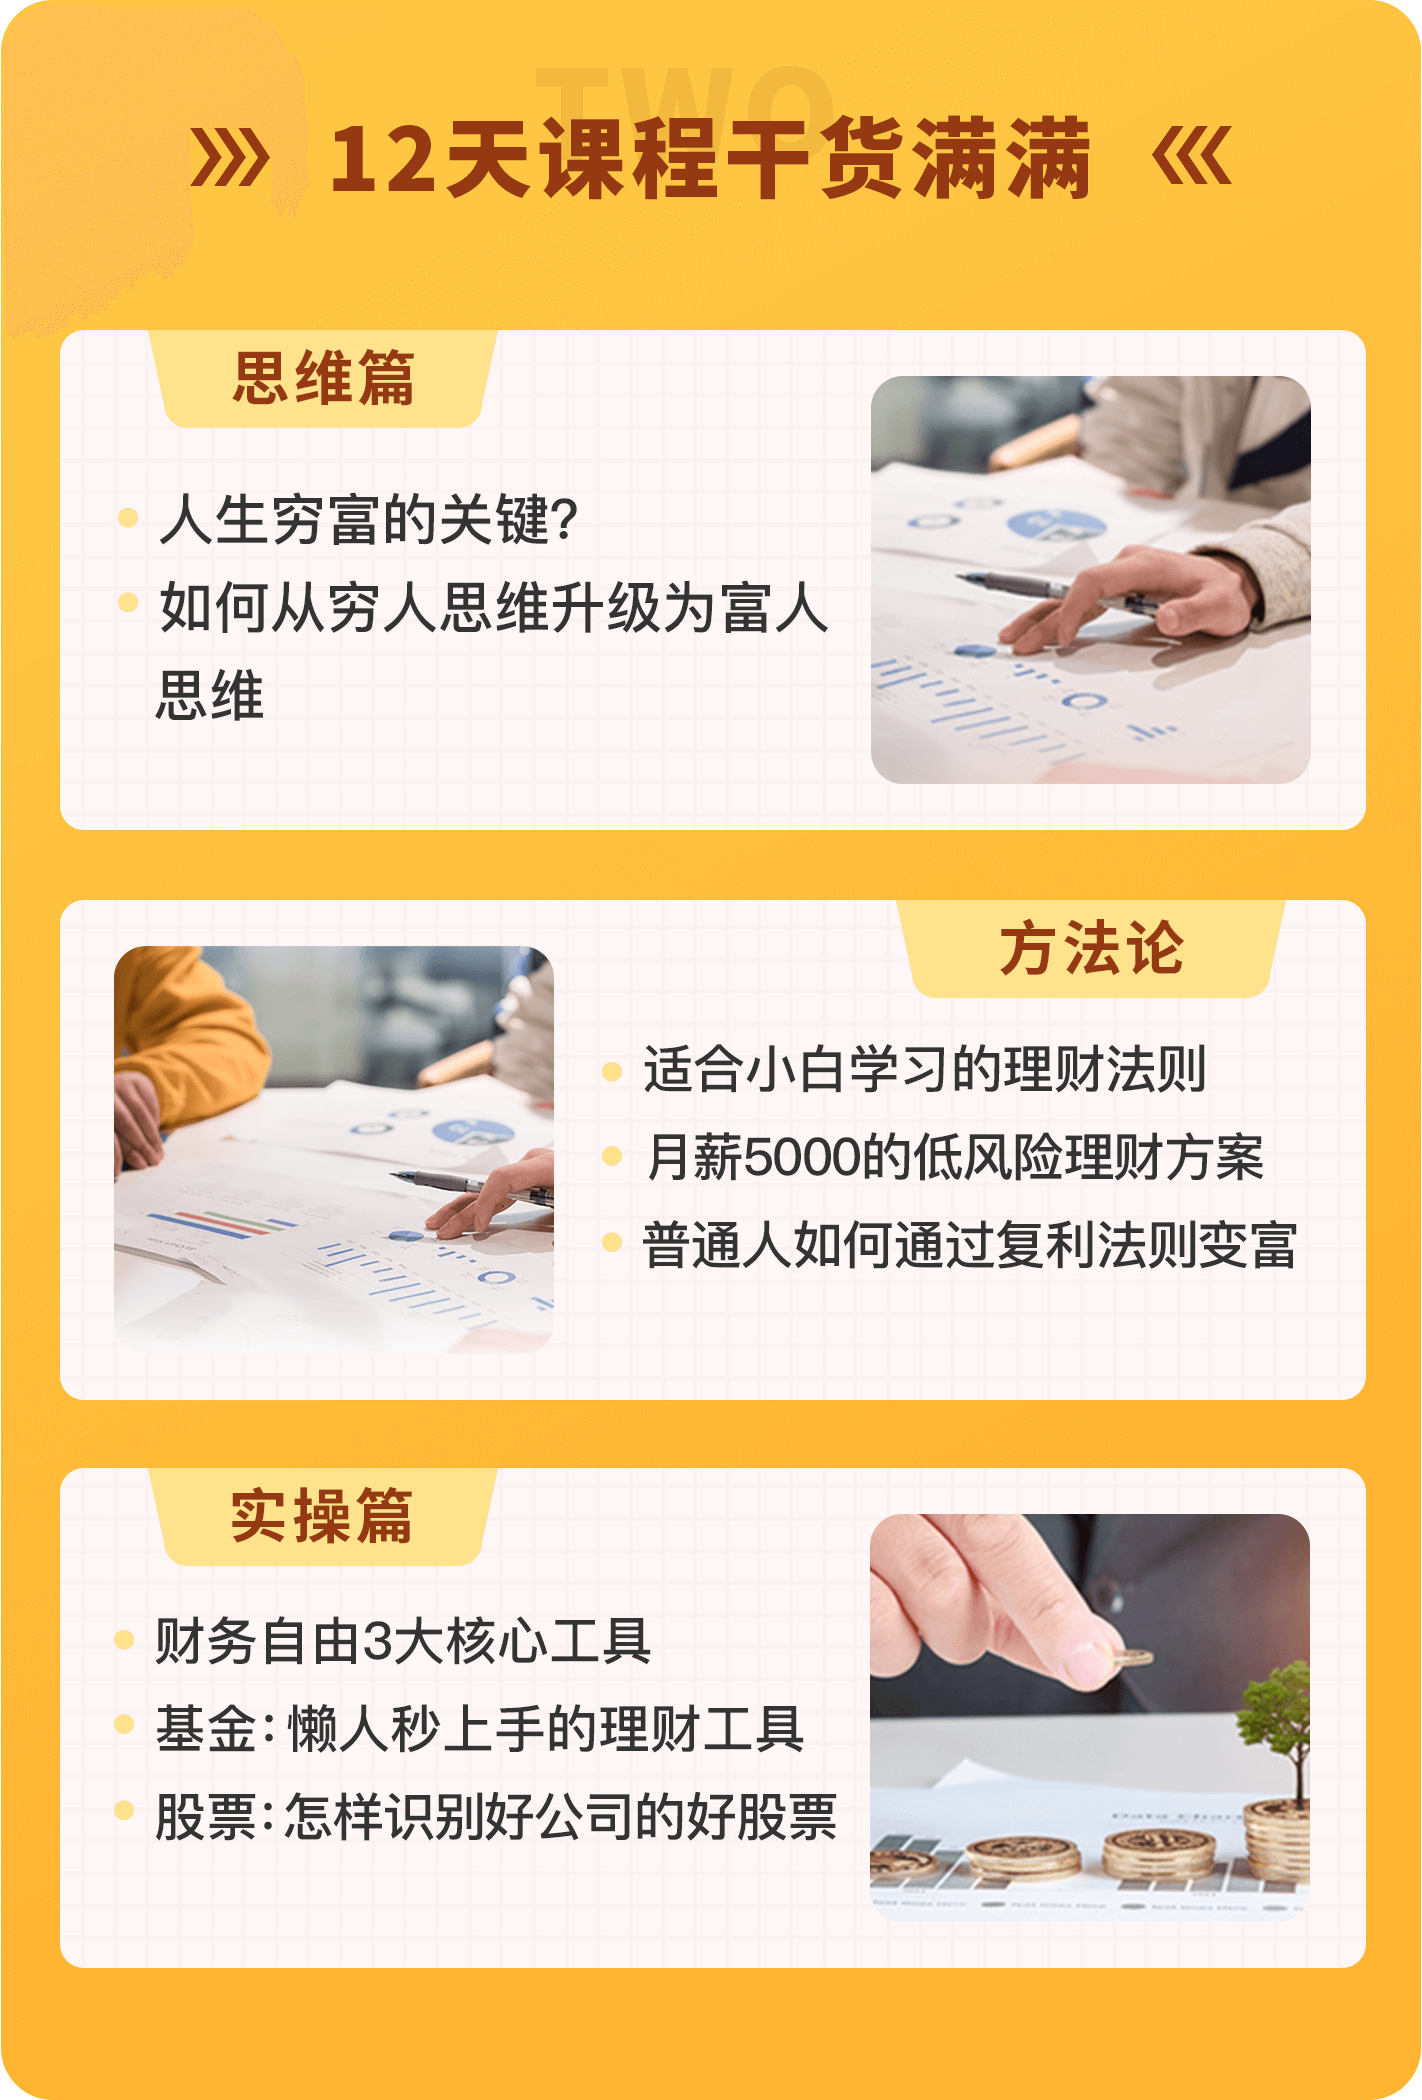 TWO
12天课程干货满满
思维篇
人生穷富的关键?
如何从穷人思维升级为富人
思维
方法论
适合小白学习的理财法则
月薪5000的低风险理财方案
普通人如何通过复利法则变富
实操篇
财务自由3大核心工具
基金:懒人秒上手的理财工具
股票:怎样识别好公司的好股票